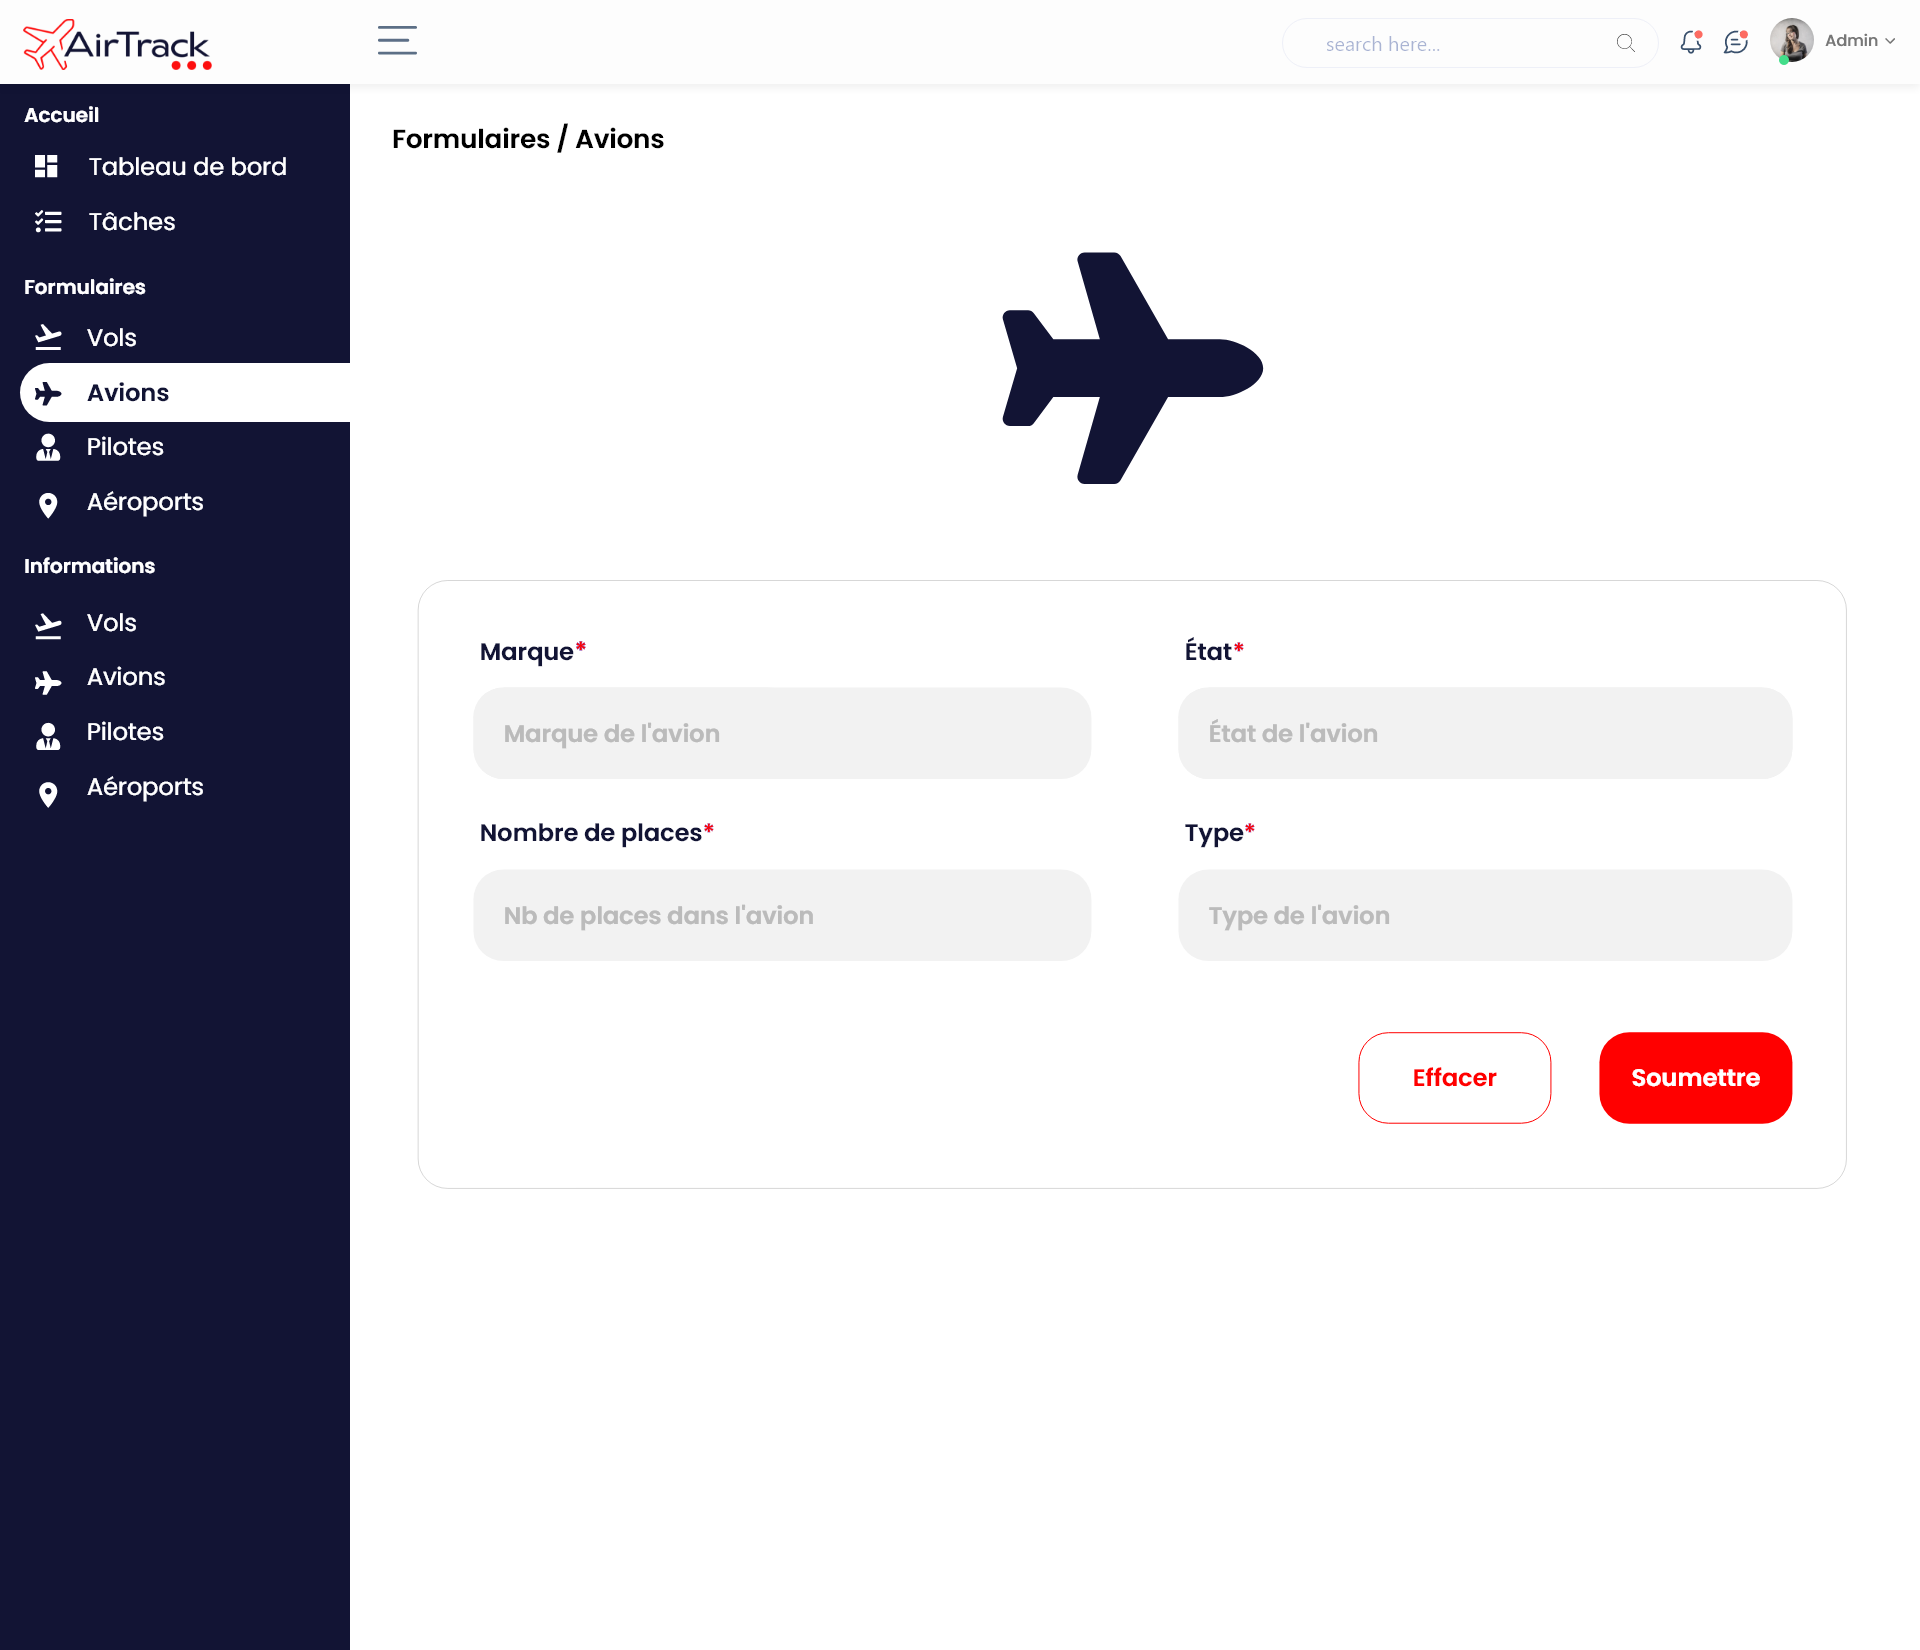 AirTrack
search here...
Admin
Accueil
Tableau de bord
Tâches
Formulaires
Vols
Avions
Pilotes
Aéroports
Informations
Vols
Avions
Pilotes
Aéroports
Formulaires / Avions
Marque*
État*
Marque de l'avion
État de l'avion
Nombre de places*
Type*
Nb de places dans l'avion
Type de l'avion
Effacer
Soumettre